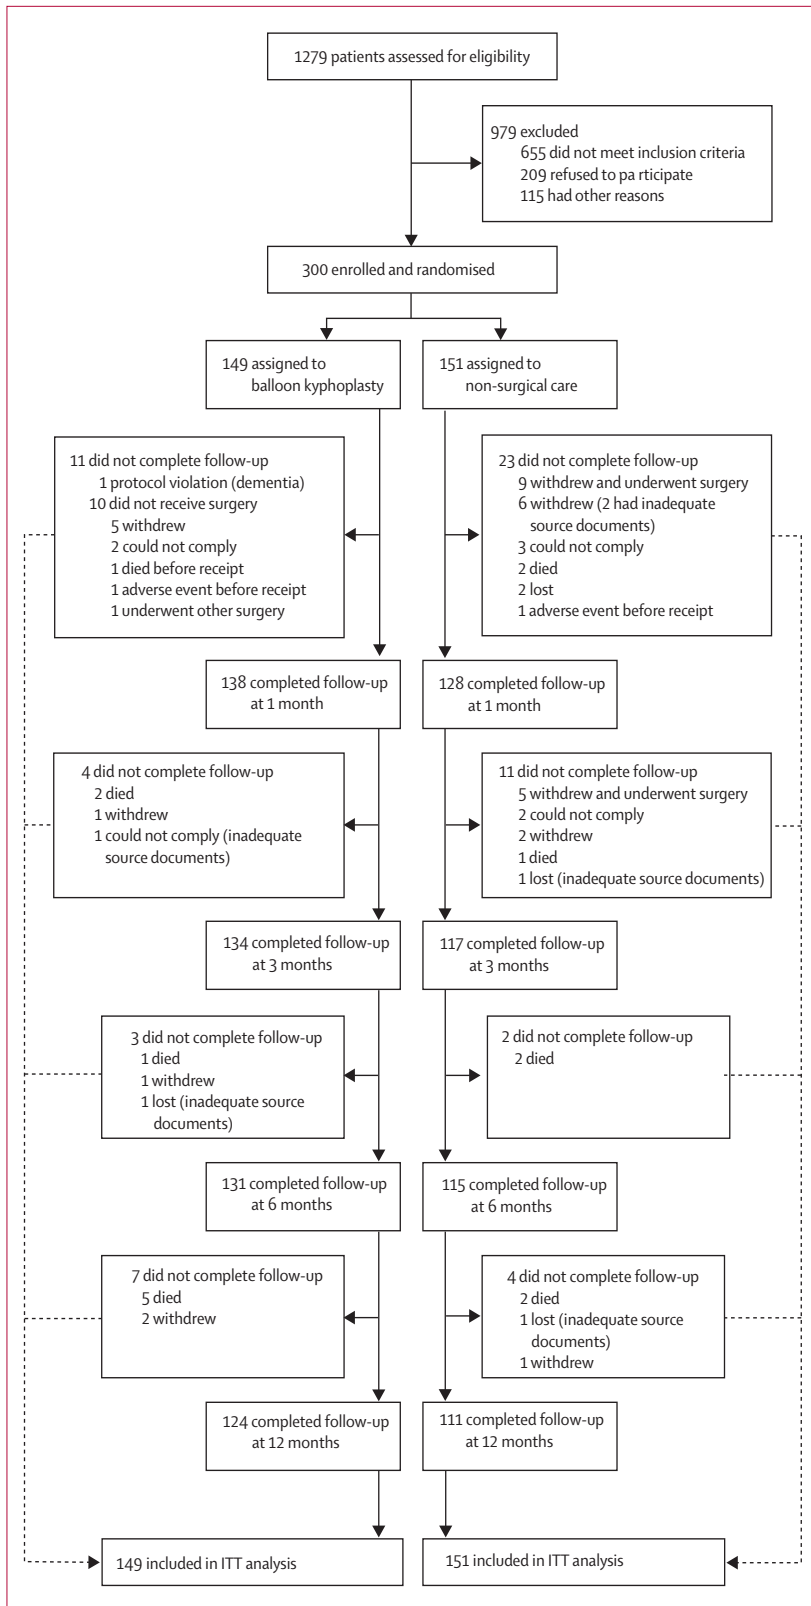 1279 patients assessed for eligibility
979 excluded
655 did not meet inclusion criteria
209 refused to pa rticipate
115 had other reasons
300 enrolled and randomised
149 assigned to
balloon kyphoplasty
151 assigned to
non-surgical care
11 did not complete follow-up
1 protocol violation (dementia)
10 did not receive surgery
5 withdrew
2 could not comply
1 died before receipt
1 adverse event before receipt
1 underwent other surgery
23 did not complete follow-up
9 withdrew and underwent surgery
6 withdrew (2 had inadequate
source documents)
3 could not comply
2 died
2 lost
1 adverse event before receipt
138 completed follow-up
at 1 month
128 completed follow-up
at 1 month
4 did not complete follow-up
2 died
1 withdrew
1 could not comply (inadequate
source documents)
11 did not complete follow-up
5 withdrew and underwent surgery
2 could not comply
2 withdrew
1 died
1 lost (inadequate source documents)
134 completed follow-up
at 3 months
117 completed follow-up
at 3 months
3 did not complete follow-up
1 died
1 withdrew
1 lost (inadequate source
documents)
2 did not complete follow-up
2 died
131 completed follow-up
at 6 months
115 completed follow-up
at 6 months
7 did not complete follow-up
5 died
2 withdrew
4 did not complete follow-up
2 died
1 lost (inadequate source
documents)
1 withdrew
124 completed follow-up
at 12 months
111 completed follow-up
at 12 months
149 included in ITT analysis
151 included in ITT analysis